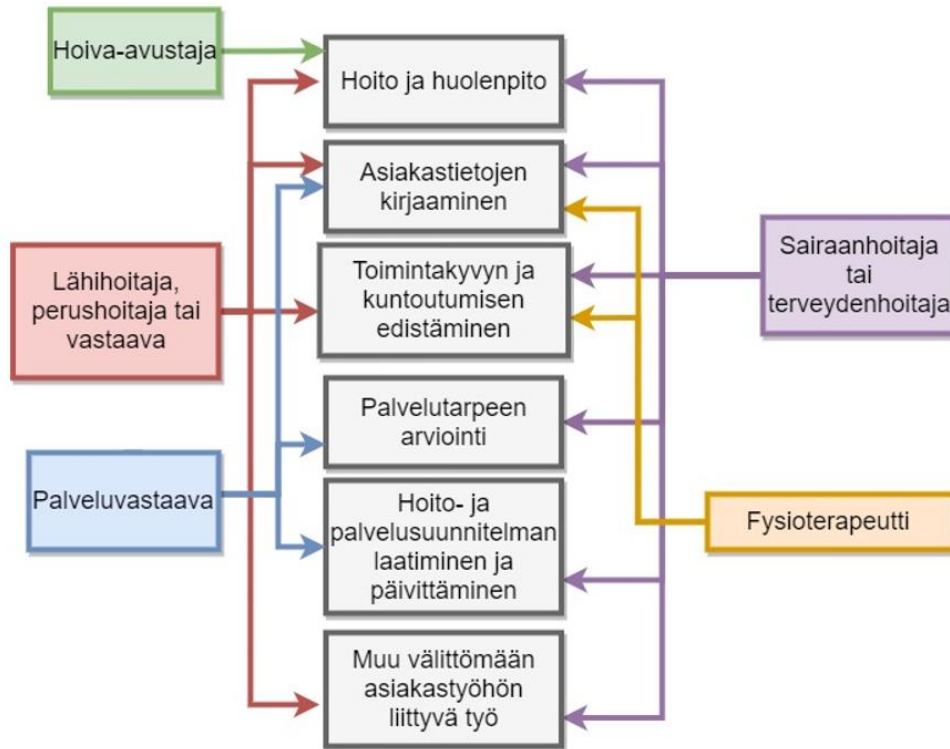 Hoiva-avustaja
Hoito ja huolenpito
Asiakastietojen
kirjaaminen
Lähihoitaja,
perushoitaja tai
vastaava
Toimintakyvyn ja
kuntoutumisen
edistäminen
Sairaanhoitaja
tai
terveydenhoitaja
Palvelutarpeen
arviointi
Palveluvastaava
Hoito- ja
palvelusuunnitelman
laatiminen ja
päivittäminen
Fysioterapeutti
Muu välittömään
asiakastyöhön
liittyvä työ